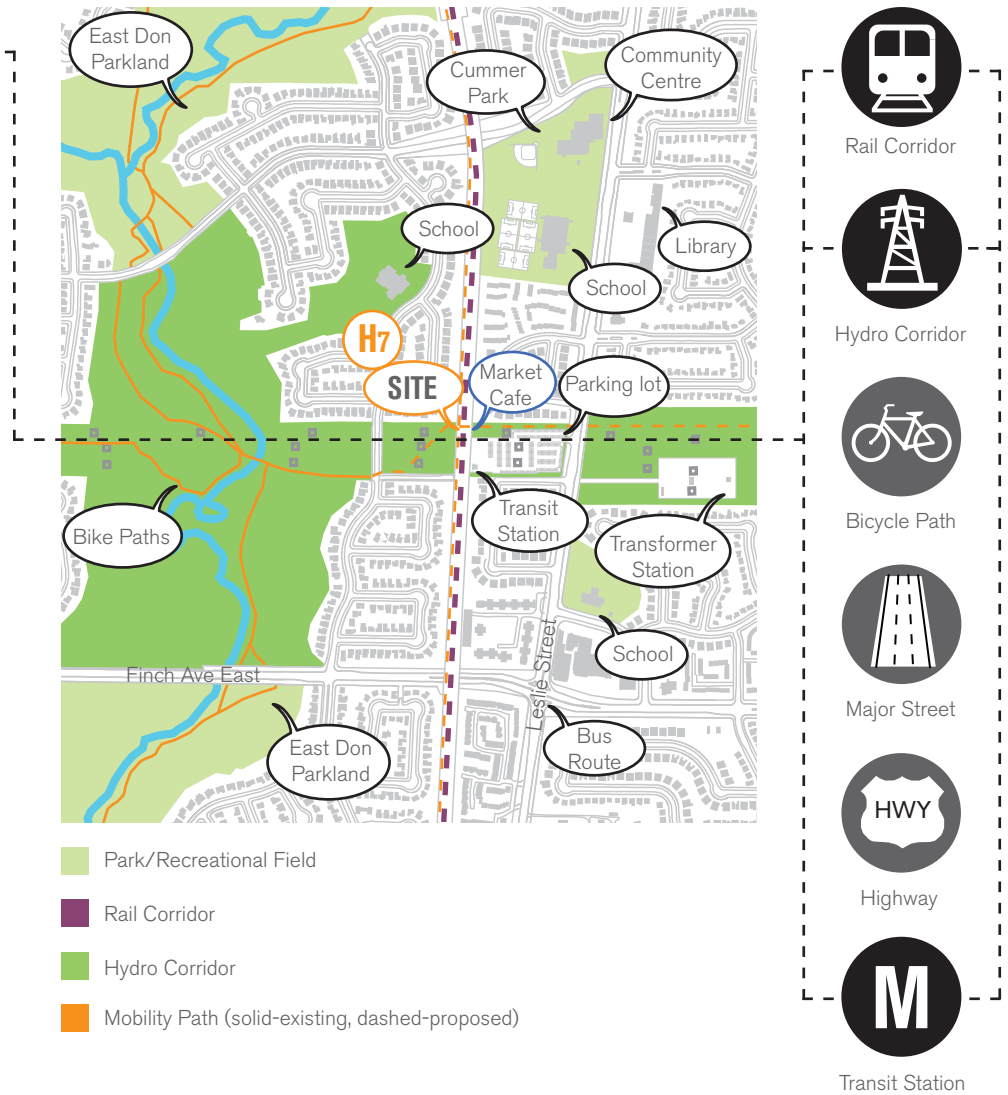 East Don
Parkland
Cummer
Park
Community
Centre
School
Library
School
H7
SITE
Market
Cafe
Parking lot
Bike Paths
Transit
Station
Transformer
Station
School
Finch Ave East
Leslie Street
East Don
Parkland
Bus
Route
Park/Recreational Field
Rail Corridor
Hydro Corridor
Mobility Path (solid-existing, dashed-proposed)
Rail Corridor
Hydro Corridor
Bicycle Path
Major Street
HWY
Highway
M
Transit Station